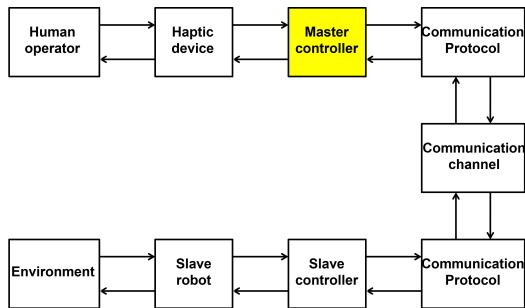 Human
operator
Haptic
device
Master
controller
Communication
Protocol
Communication
channel
Environment
Slave
robot
Slave
controller
Communication
Protocol